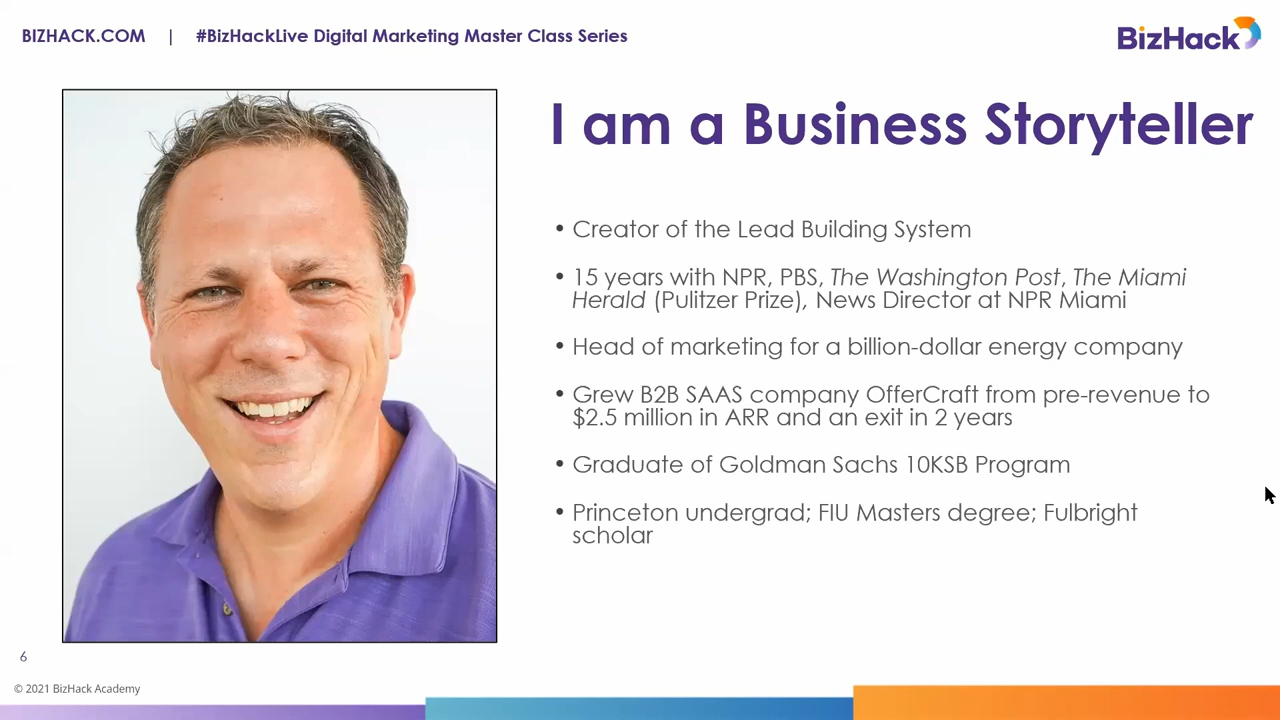 BIZHACK.COM | #BizHackLive Digital Marketing Master Class Series
BizHack
I am a Business Storyteller
• Creator of the Lead Building System
• 15 years with NPR, PBS, The Washington Post, The Miami
Herald (Pulitzer Prize), News Director at NPR Miami
• Head of marketing for a billion-dollar energy company
• Grew B2B SAAS company OfferCraft from pre-revenue to
$2.5 million in ARR and an exit in 2 years
• Graduate of Goldman Sachs 10KSB Program
• Princeton undergrad; FIU Masters degree; Fulbright
scholar
6
© 2021 BizHack Academy